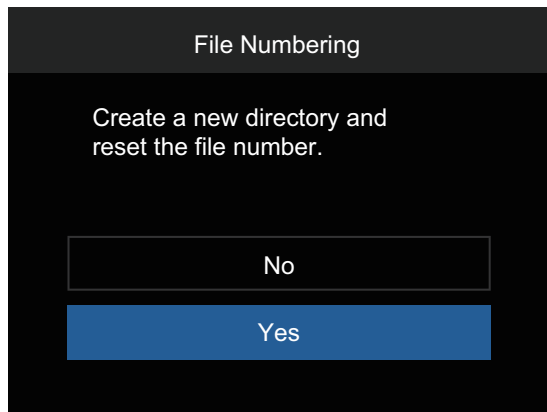 File Numbering
Create a new directory and
reset the file number.
No
Yes